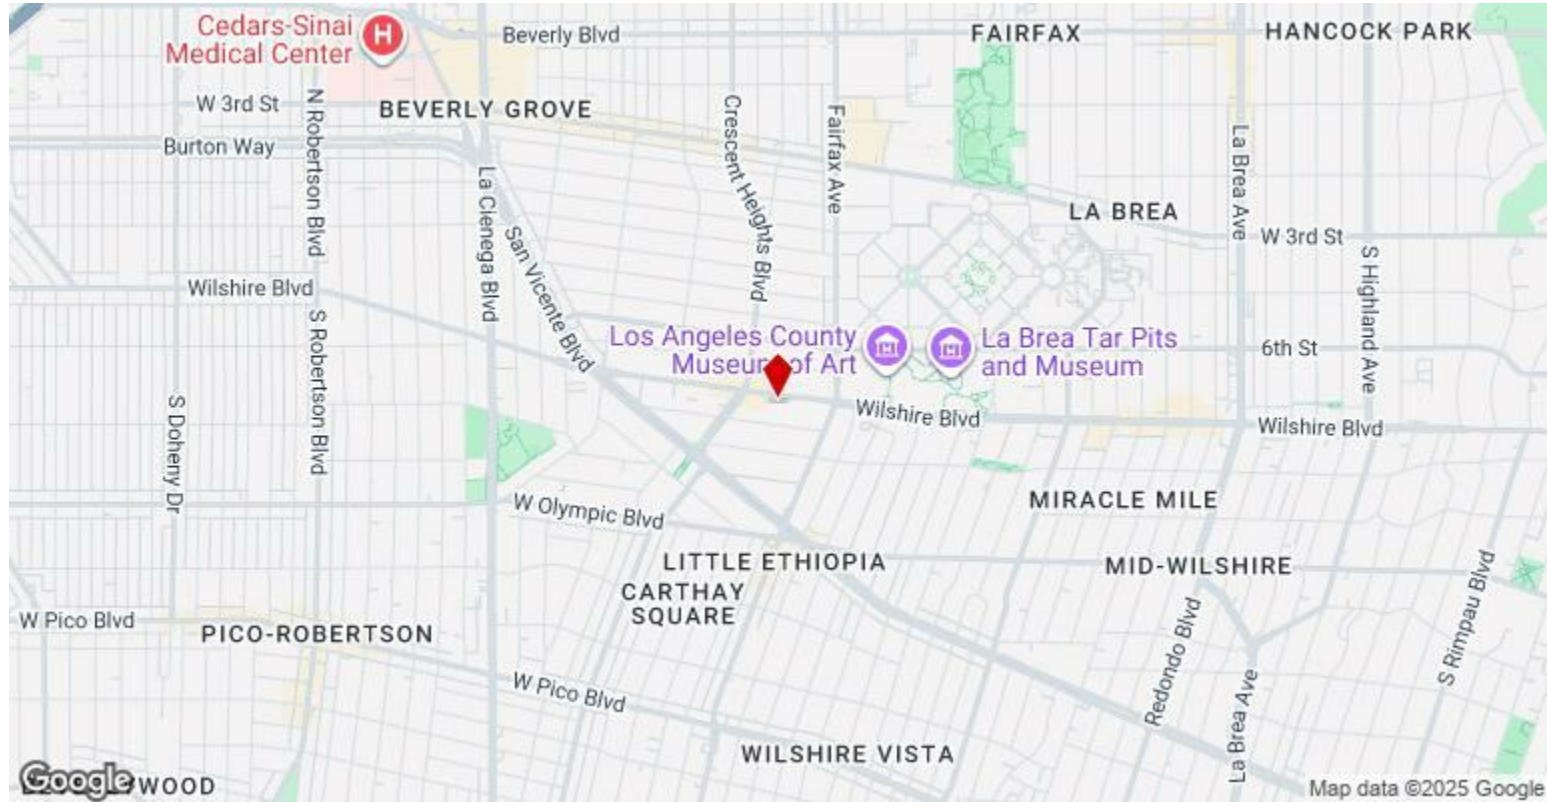 Cedars-Sinai
Medical Center
Beverly Blvd
FAIRFAX
HANCOCK PARK
W 3rd St
N Robertson Blvd
BEVERLY GROVE
Crescent Heights Blvd
Fairfax Ave
La Brea Ave
Burton Way
La Cienega Blvd
San Vicente Blvd
LA BREA
W 3rd St
S Highland Ave
Wilshire Blvd
S Robertson Blvd
Los Angeles County
Museum of Art
La Brea Tar Pits
and Museum
6th St
S Doheny Dr
Wilshire Blvd
Wilshire Blvd
W Olympic Blvd
MIRACLE MILE
LITTLE ETHIOPIA
MID-WILSHIRE
CARTHAY
SQUARE
S Rimpau Blvd
W Pico Blvd
PICO-ROBERTSON
Redondo Blvd
W Pico Blvd
La Brea Ave
WILSHIRE VISTA
Google
WOOD
Map data ©2025 Google